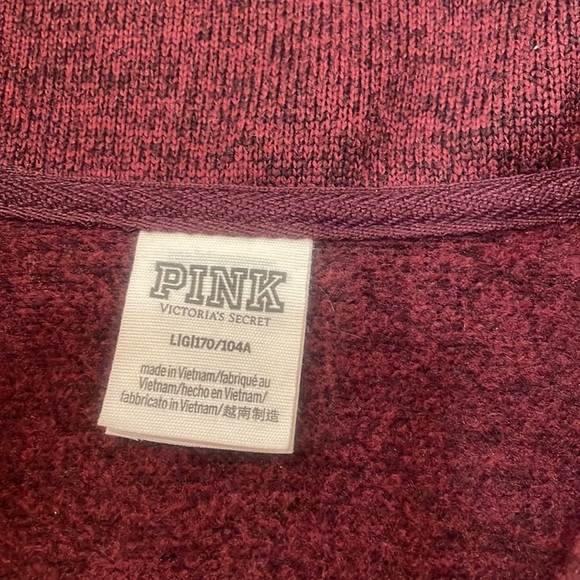 PINK
VICTORIA'S SECRET
L|G|170/104A
made in Vietnam/fabriqué au
Vietnam/hecho en Vietnam/
fabbricato in Vietnam/越南制造